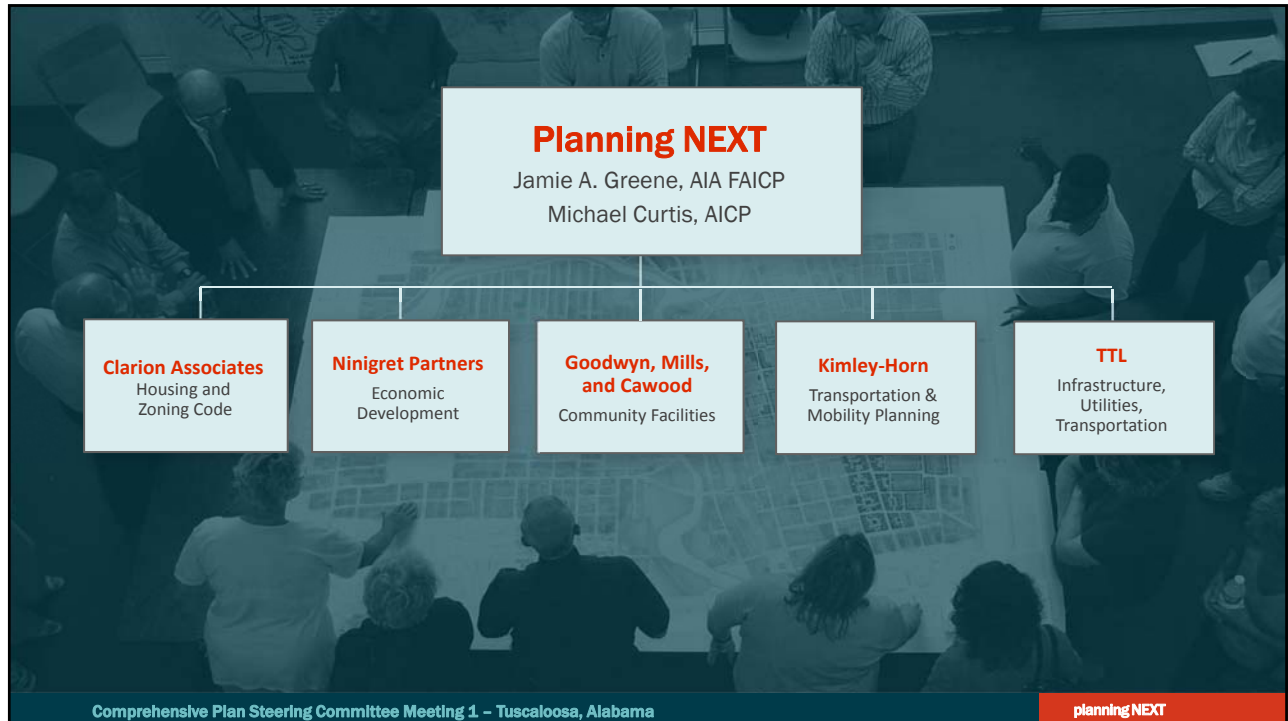 Planning NEXT
Jamie A. Greene, AIA FAICP
Michael Curtis, AICP
Clarion Associates
Housing and
Zoning Code
Ninigret Partners
Economic
Development
Goodwyn, Mills,
and Cawood
Community Facilities
Kimley-Horn
Transportation &
Mobility Planning
TTL
Infrastructure,
Utilities,
Transportation
Comprehensive Plan Steering Committee Meeting 1 – Tuscaloosa, Alabama
planning NEXT